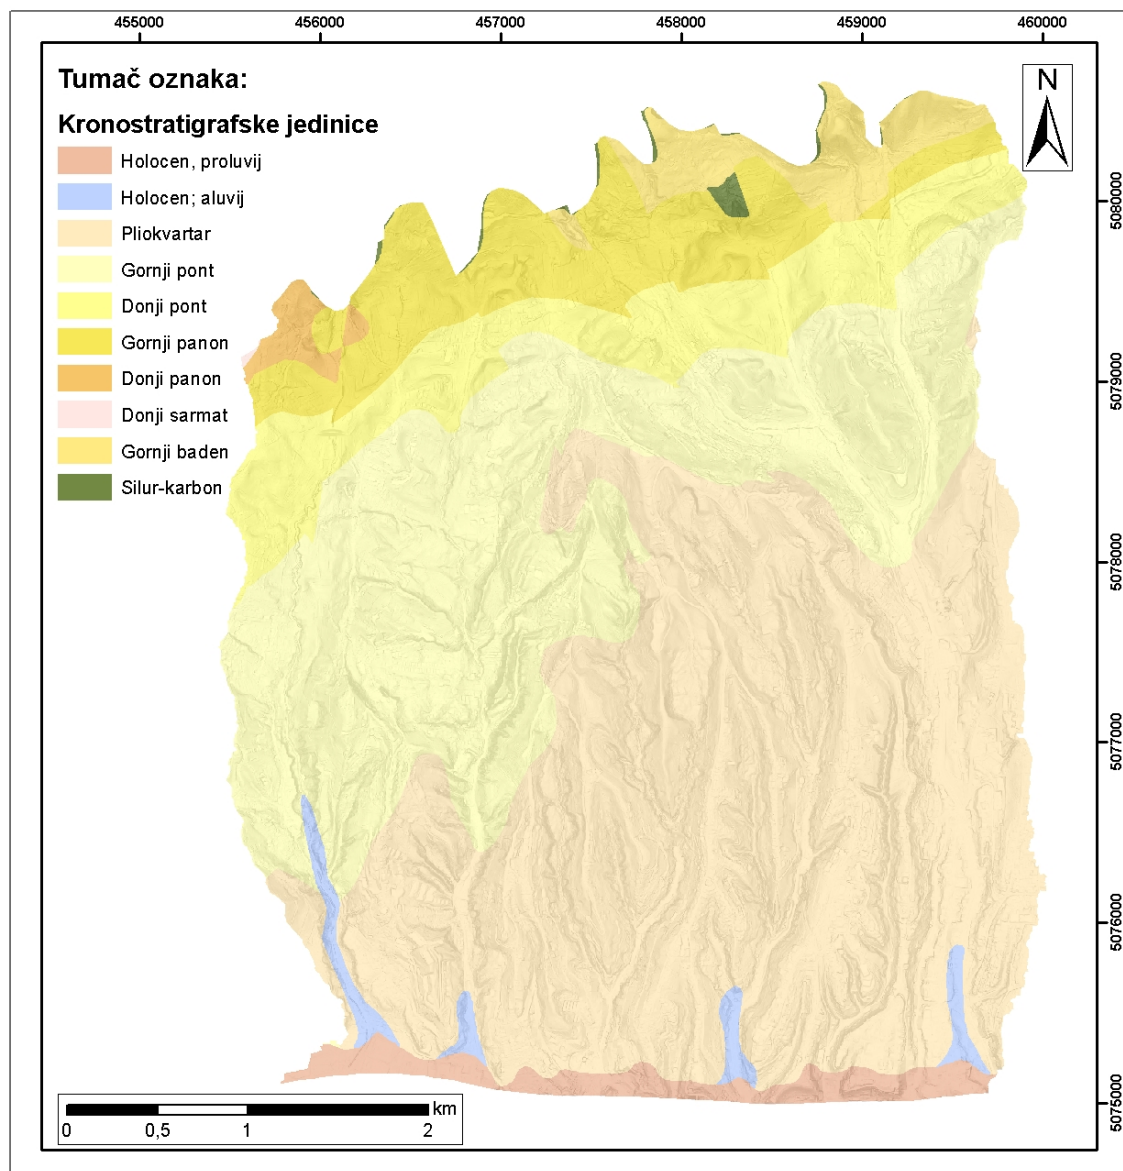 455000 456000 457000 458000 459000 460000
Tumač oznaka:
N
Kronostratigrafske jedinice
Holocen, proluvij
Holocen; aluvij
Pliokvartar
Gornji pont
Donji pont
Gornji panon
Donji panon
Donji sarmat
Gornji baden
Silur-karbon
5080000
5079000
5078000
5077000
5076000
5075000
km
0 0,5 1 2